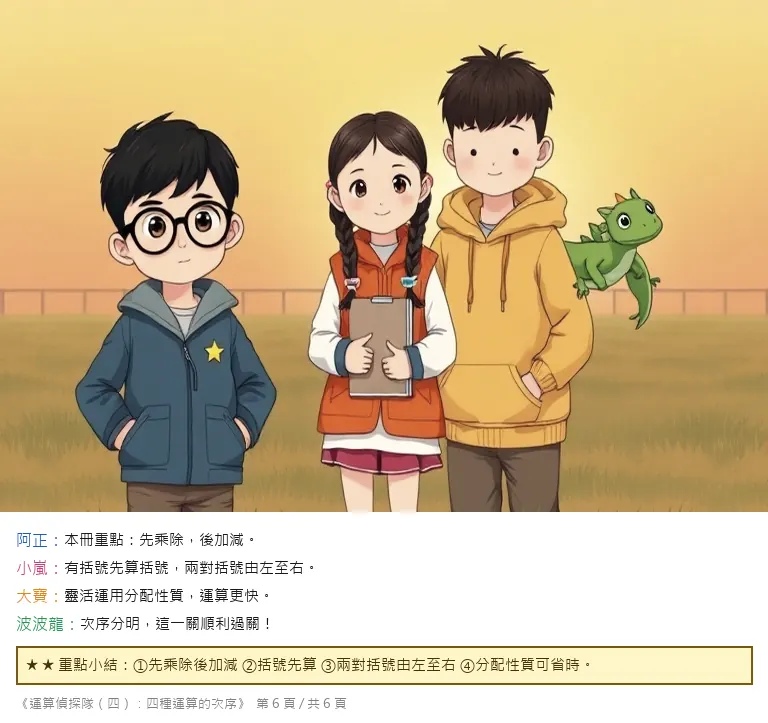 阿正：本冊重點：先乘除，後加減。
小嵐：有括號先算括號，兩對括號由左至右。
大寶：靈活運用分配性質，運算更快。
波波龍：次序分明，這一關順利過關！
★★重點小結：①先乘除後加減 ②括號先算 ③兩對括號由左至右 ④分配性質可省時。
《運算偵探隊（四）：四種運算的次序》 第 6 頁 / 共 6 頁